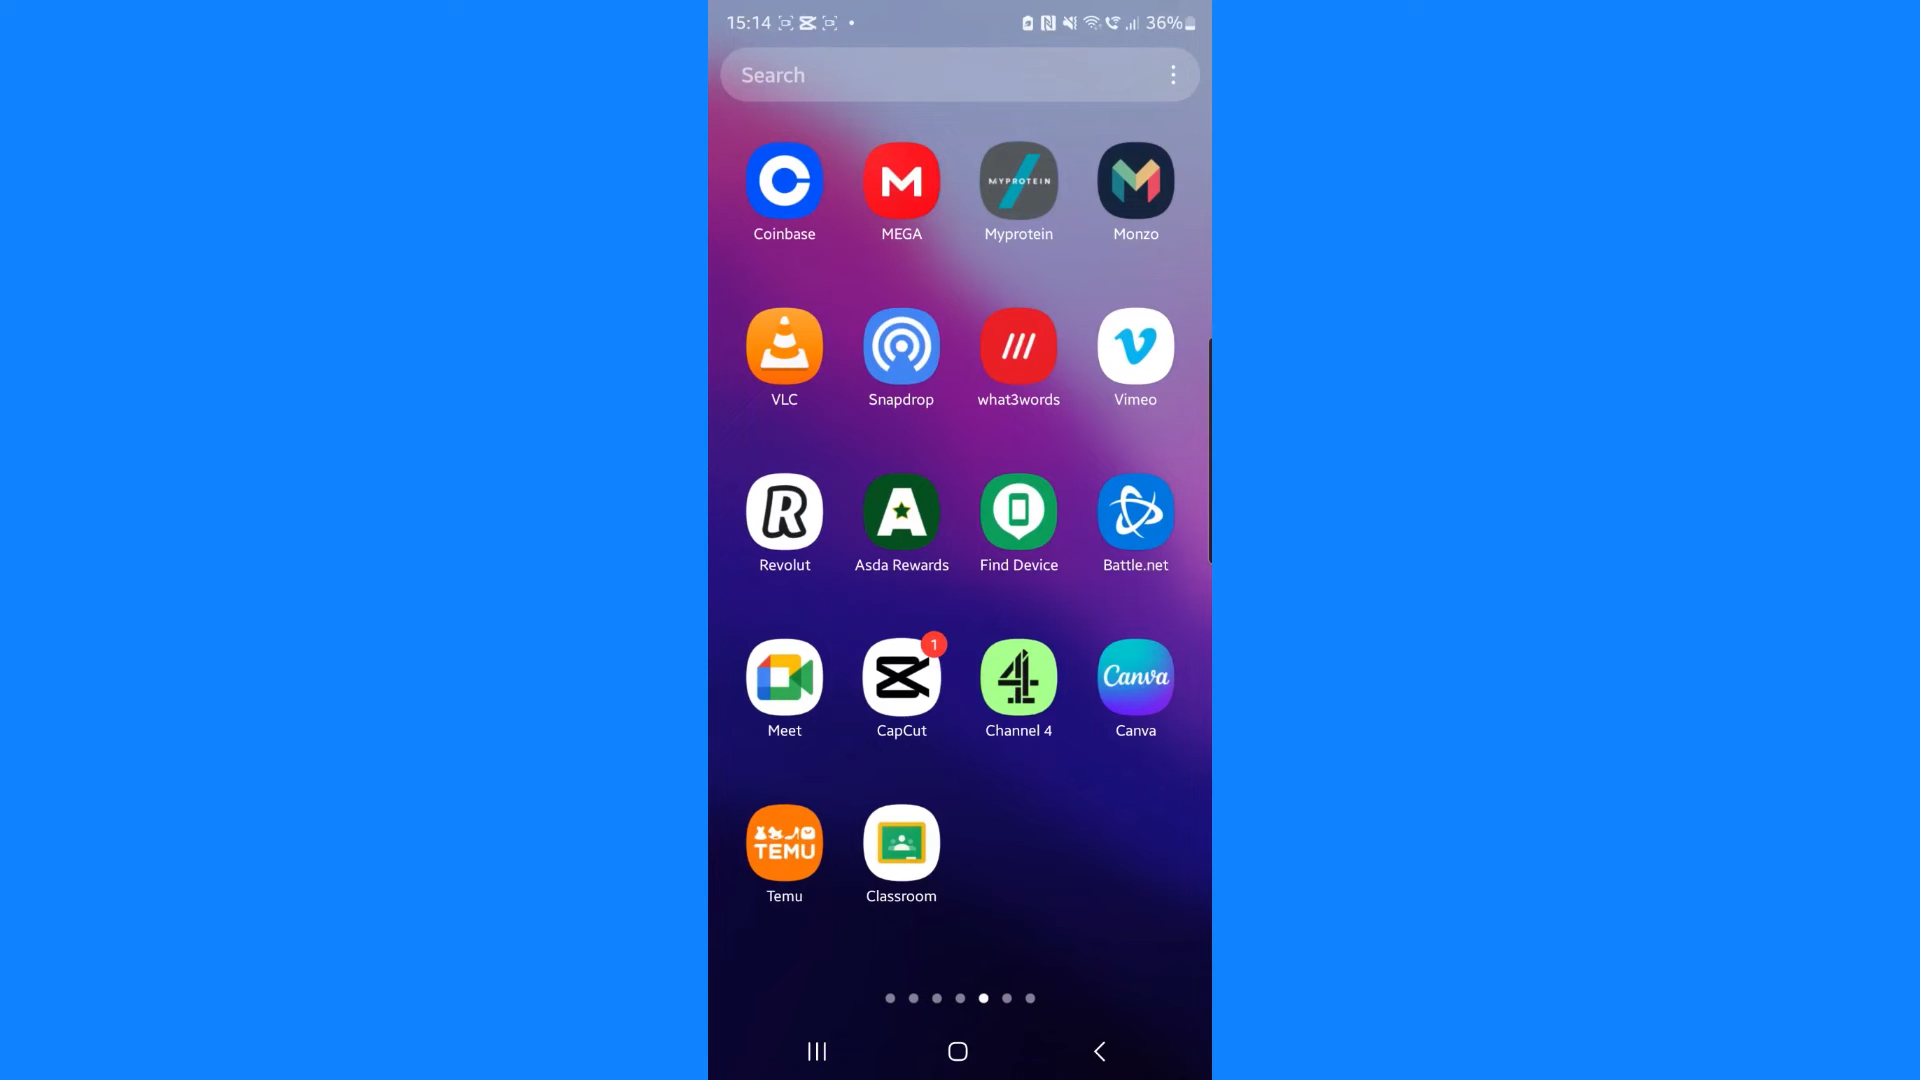 15:14 36%
Search
MYPROTEIN
Coinbase MEGA Myprotein Monzo
VLC Snapdrop what3words Vimeo
Revolut Asda Rewards Find Device Battle.net
1
Canva
Meet CapCut Channel 4 Canva
TEMU
Temu Classroom